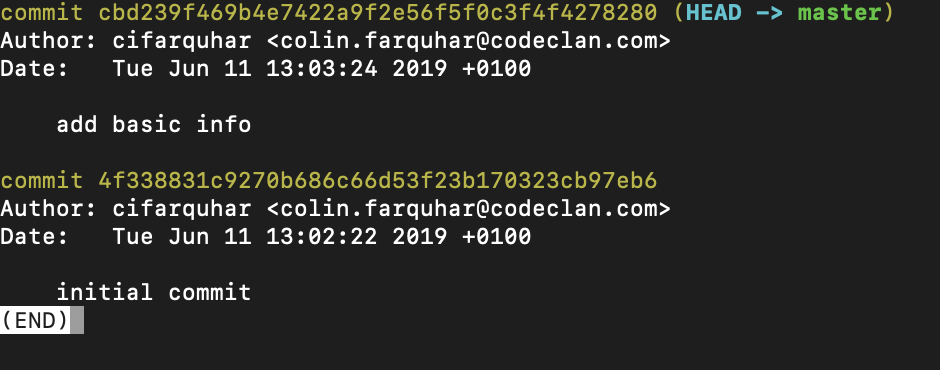 commit cbd239f469b4e7422a9f2e56f5f0c3f4f4278280 (HEAD -> master)
Author: cifarquhar <colin.farquhar@codeclan.com>
Date:   Tue Jun 11 13:03:24 2019 +0100
    add basic info
commit 4f338831c9270b686c66d53f23b170323cb97eb6
Author: cifarquhar <colin.farquhar@codeclan.com>
Date:   Tue Jun 11 13:02:22 2019 +0100
    initial commit
(END)